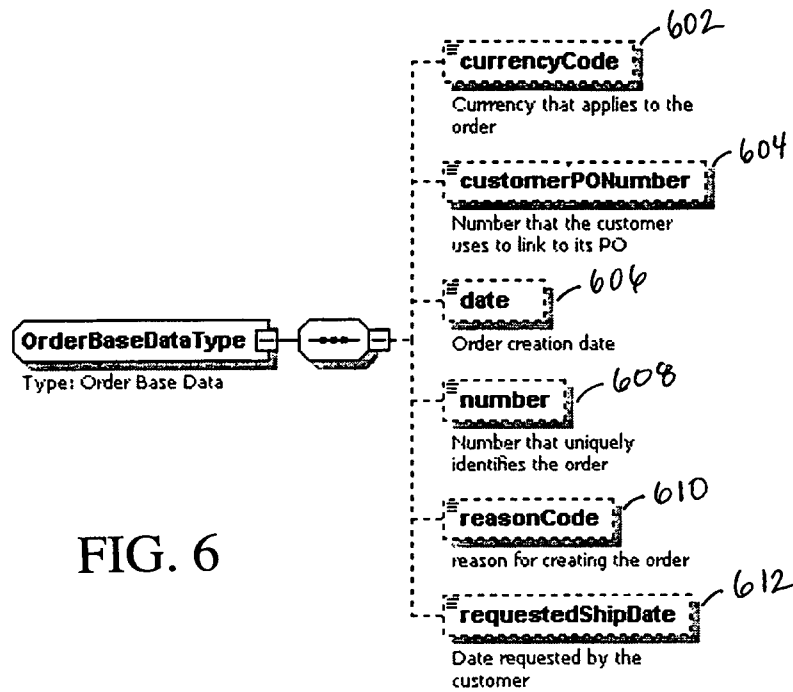 602
currencyCode
Currency that applies to the
order
604
customerPONumber
Number that the customer
uses to link to its PO
606
date
Order creation date
OrderBaseDataType
Type: Order Base Data
608
number
Number that uniquely
identifies the order
610
reasonCode
reason for creating the order
FIG. 6
612
requestedShipDate
Date requested by the
customer